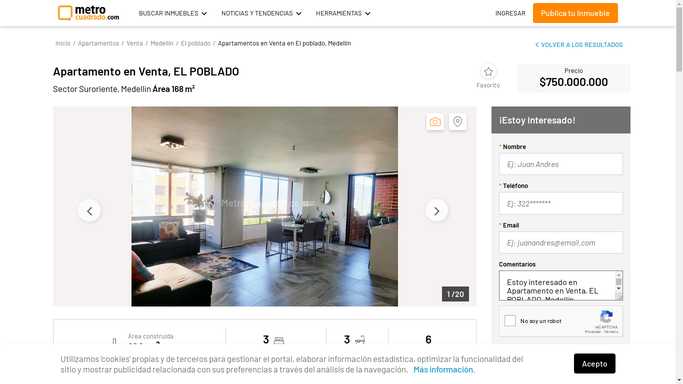 metro
cuadrado.com
BUSCAR INMUEBLES
NOTICIAS Y TENDENCIAS
HERRAMIENTAS
INGRESAR
Publica tu inmueble
Inicio / Apartamentos / Venta / Medellín / El poblado / Apartamentos en Venta en El poblado, Medellín
VOLVER A LOS RESULTADOS
Apartamento en Venta, EL POBLADO
Sector Suroriente, Medellín Área 168 m²
Favorito
Precio
$750.000.000
1 / 20
¡Estoy Interesado!
* Nombre
Ej: Juan Andres
* Teléfono
Ej: 322*******
* Email
Ej: juanandres@email.com
Comentarios
Estoy interesado en
Apartamento en Venta, EL
POBLADO, Medellín
No soy un robot
reCAPTCHA
Privacidad - Términos
Área construida
3
3
6
Utilizamos 'cookies' propias y de terceros para gestionar el portal, elaborar información estadística, optimizar la funcionalidad del
sitio y mostrar publicidad relacionada con sus preferencias a través del análisis de la navegación. Más información.
Acepto